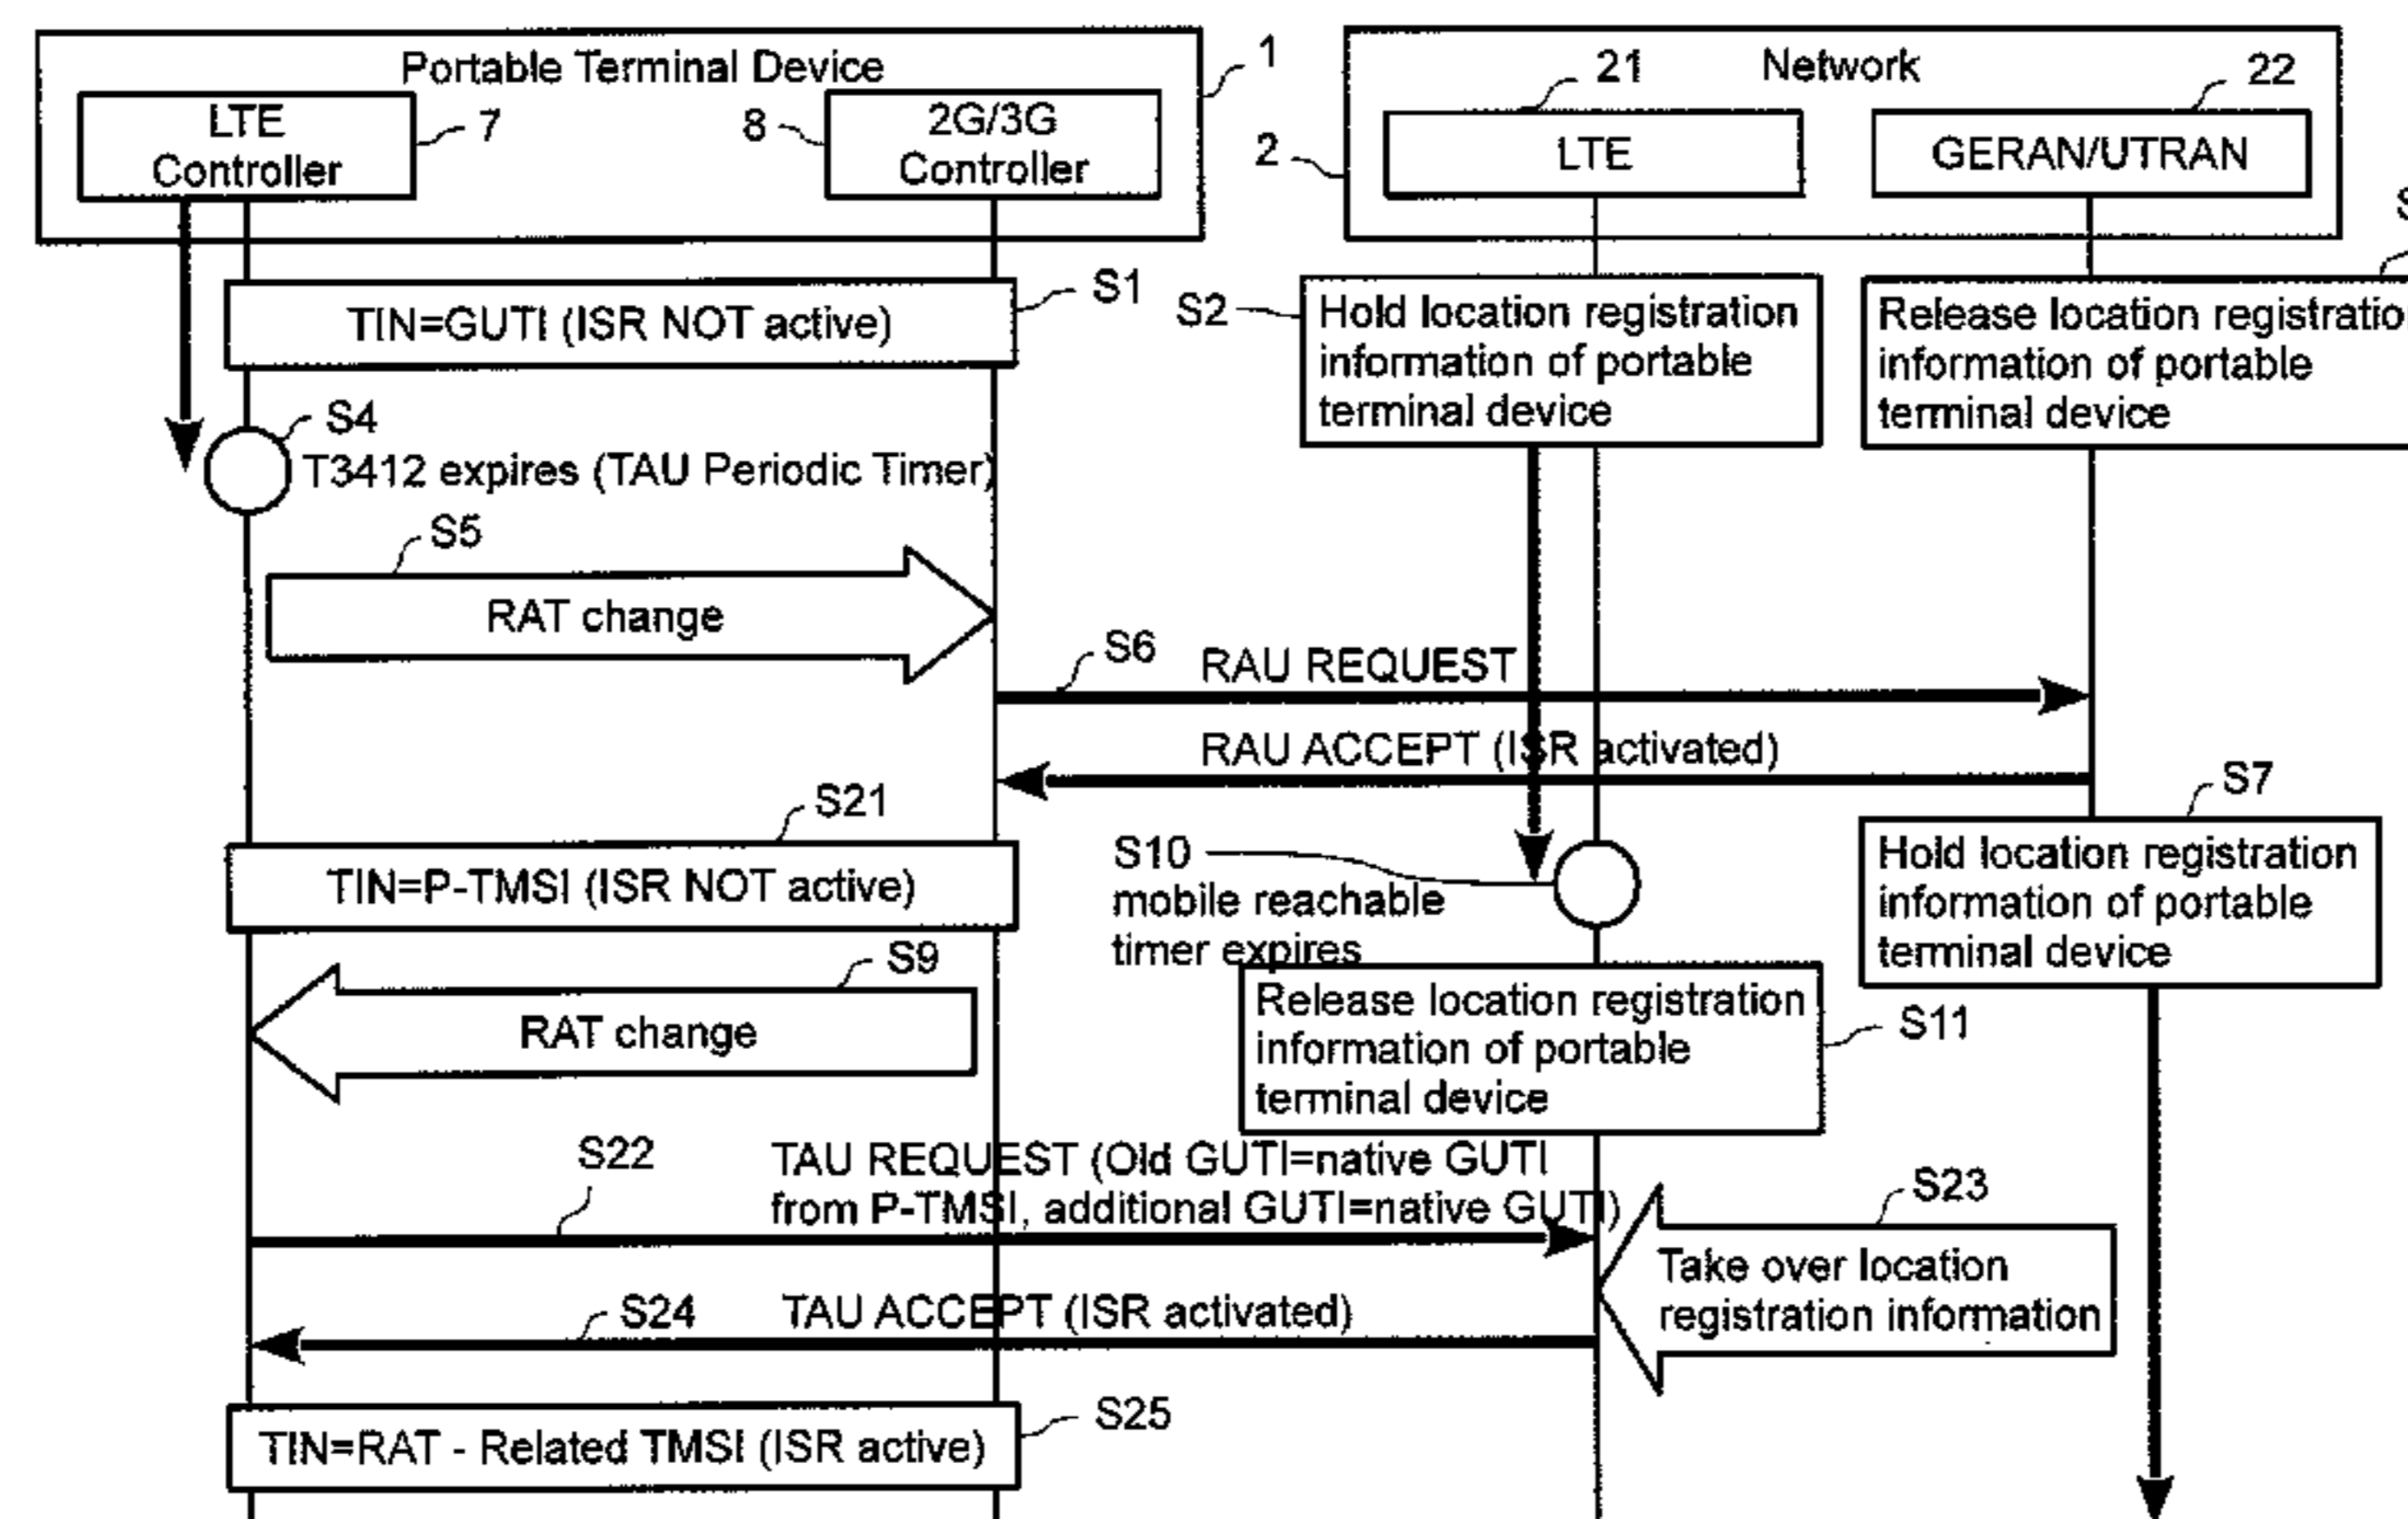 Portable Terminal Device
1
LTE
Controller
7
8
2G/3G
Controller
Network
2
21
LTE
22
GERAN/UTRAN
S1
TIN=GUTI (ISR NOT active)
S2
Hold location registration
information of portable
terminal device
Release location registratio
information of portable
terminal device
S4
T3412 expires (TAU Periodic Timer)
S5
RAT change
S6
RAU REQUEST
RAU ACCEPT (ISR activated)
S7
Hold location registration
information of portable
terminal device
S21
TIN=P-TMSI (ISR NOT active)
S10
mobile reachable
timer expires
S9
RAT change
Release location registration
information of portable
terminal device
S11
S22
TAU REQUEST (Old GUTI=native GUTI
from P-TMSI, additional GUTI=native GUTI)
S23
Take over location
registration information
S24
TAU ACCEPT (ISR activated)
S25
TIN=RAT - Related TMSI (ISR active)